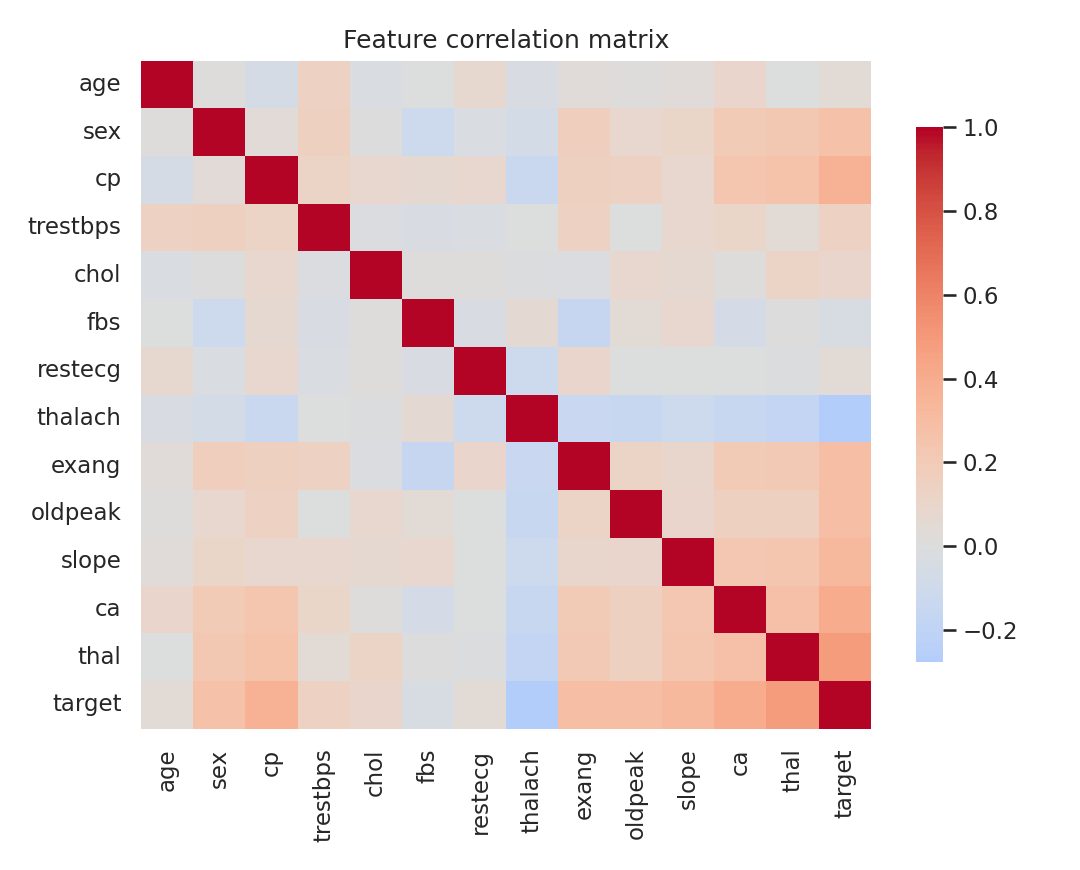 Feature correlation matrix
age
sex
cp
trestbps
chol
fbs
restecg
thalach
exang
oldpeak
slope
ca
thal
target
age
sex
cp
trestbps
chol
fbs
restecg
thalach
exang
oldpeak
slope
ca
thal
target
1.0
0.8
0.6
0.4
0.2
0.0
−0.2